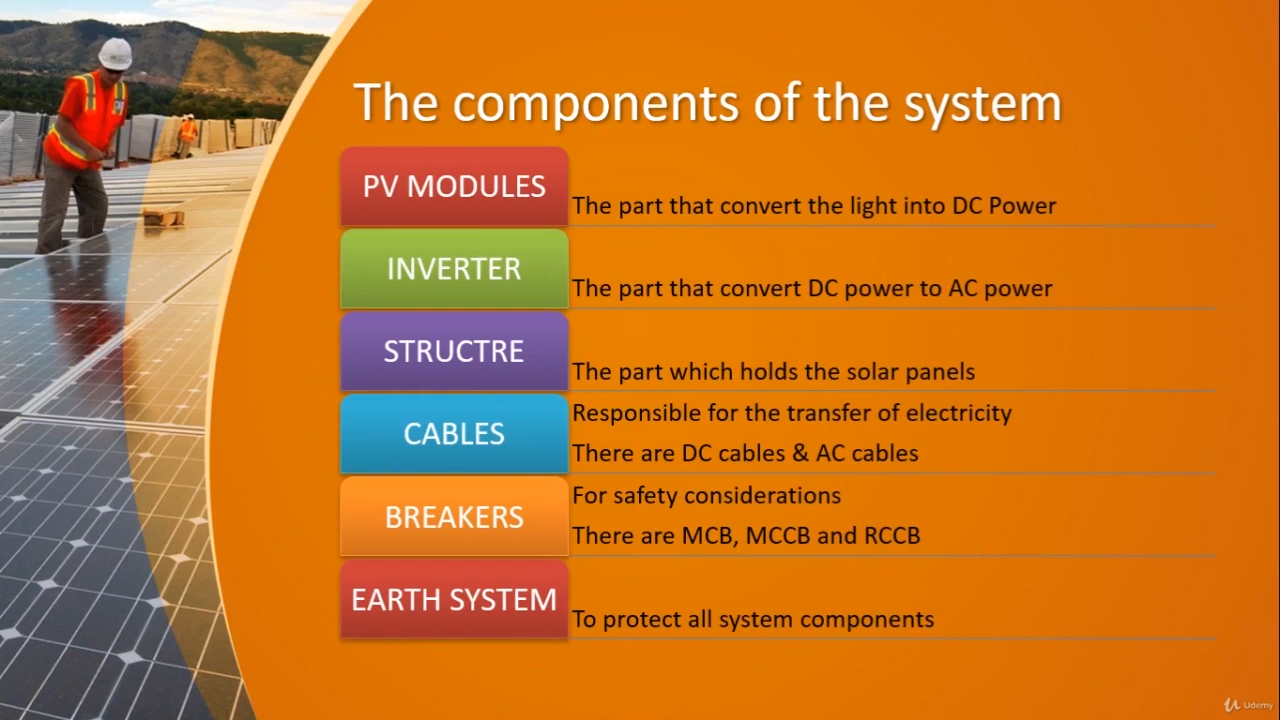 The components of the system
PV MODULES
The part that convert the light into DC Power
INVERTER
The part that convert DC power to AC power
STRUCTRE
The part which holds the solar panels
CABLES
Responsible for the transfer of electricity
There are DC cables & AC cables
BREAKERS
For safety considerations
There are MCB, MCCB and RCCB
EARTH SYSTEM
To protect all system components
Udemy